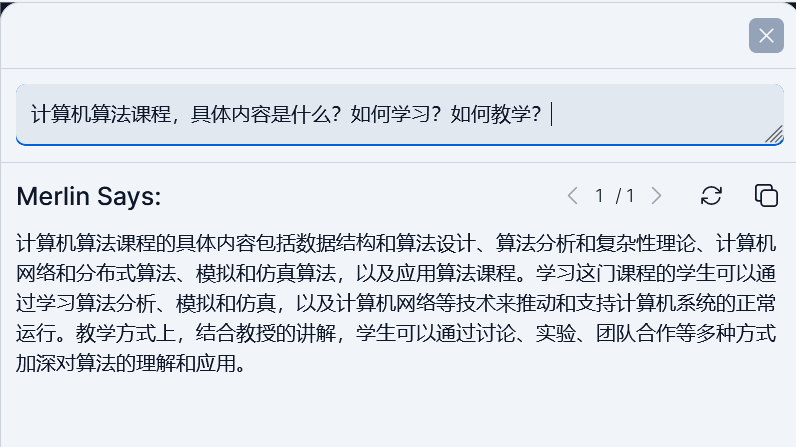 计算机算法课程，具体内容是什么？如何学习？如何教学？
Merlin Says:
1 / 1
计算机算法课程的具体内容包括数据结构和算法设计、算法分析和复杂性理论、计算机
网络和分布式算法、模拟和仿真算法，以及应用算法课程。学习这门课程的学生可以通
过学习算法分析、模拟和仿真，以及计算机网络等技术来推动和支持计算机系统的正常
运行。教学方式上，结合教授的讲解，学生可以通过讨论、实验、团队合作等多种方式
加深对算法的理解和应用。